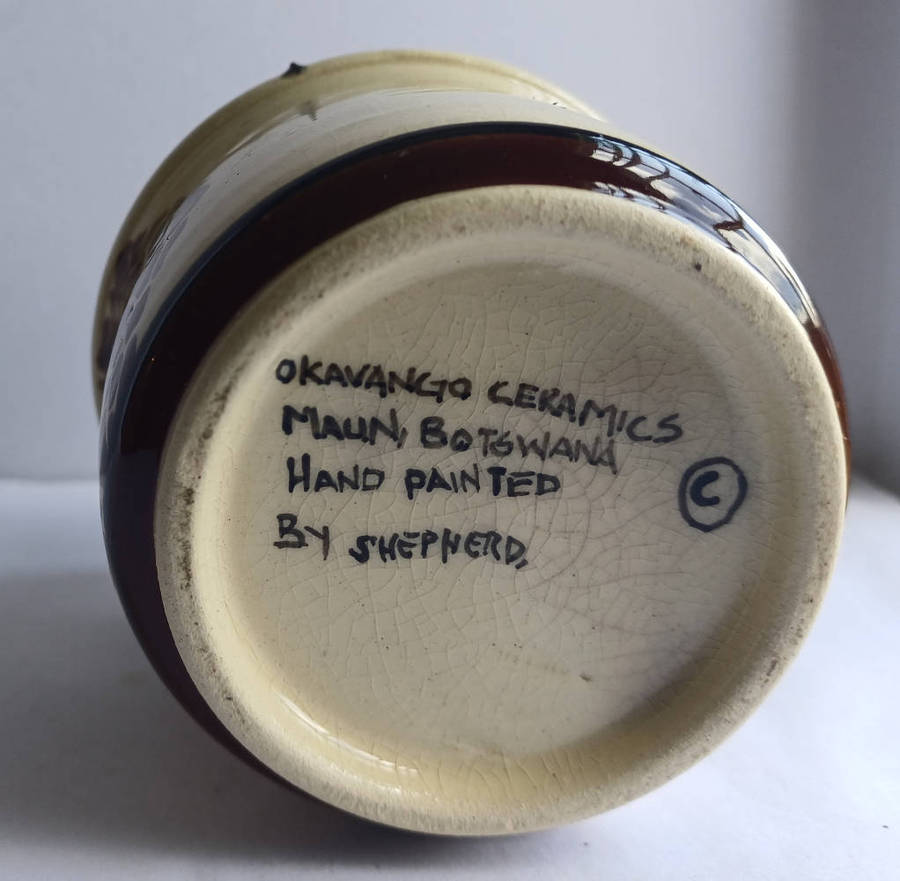 OKAVANGO CERAMICS
MAUN, BOTSWANA
HAND PAINTED
BY SHEPHERD,
©